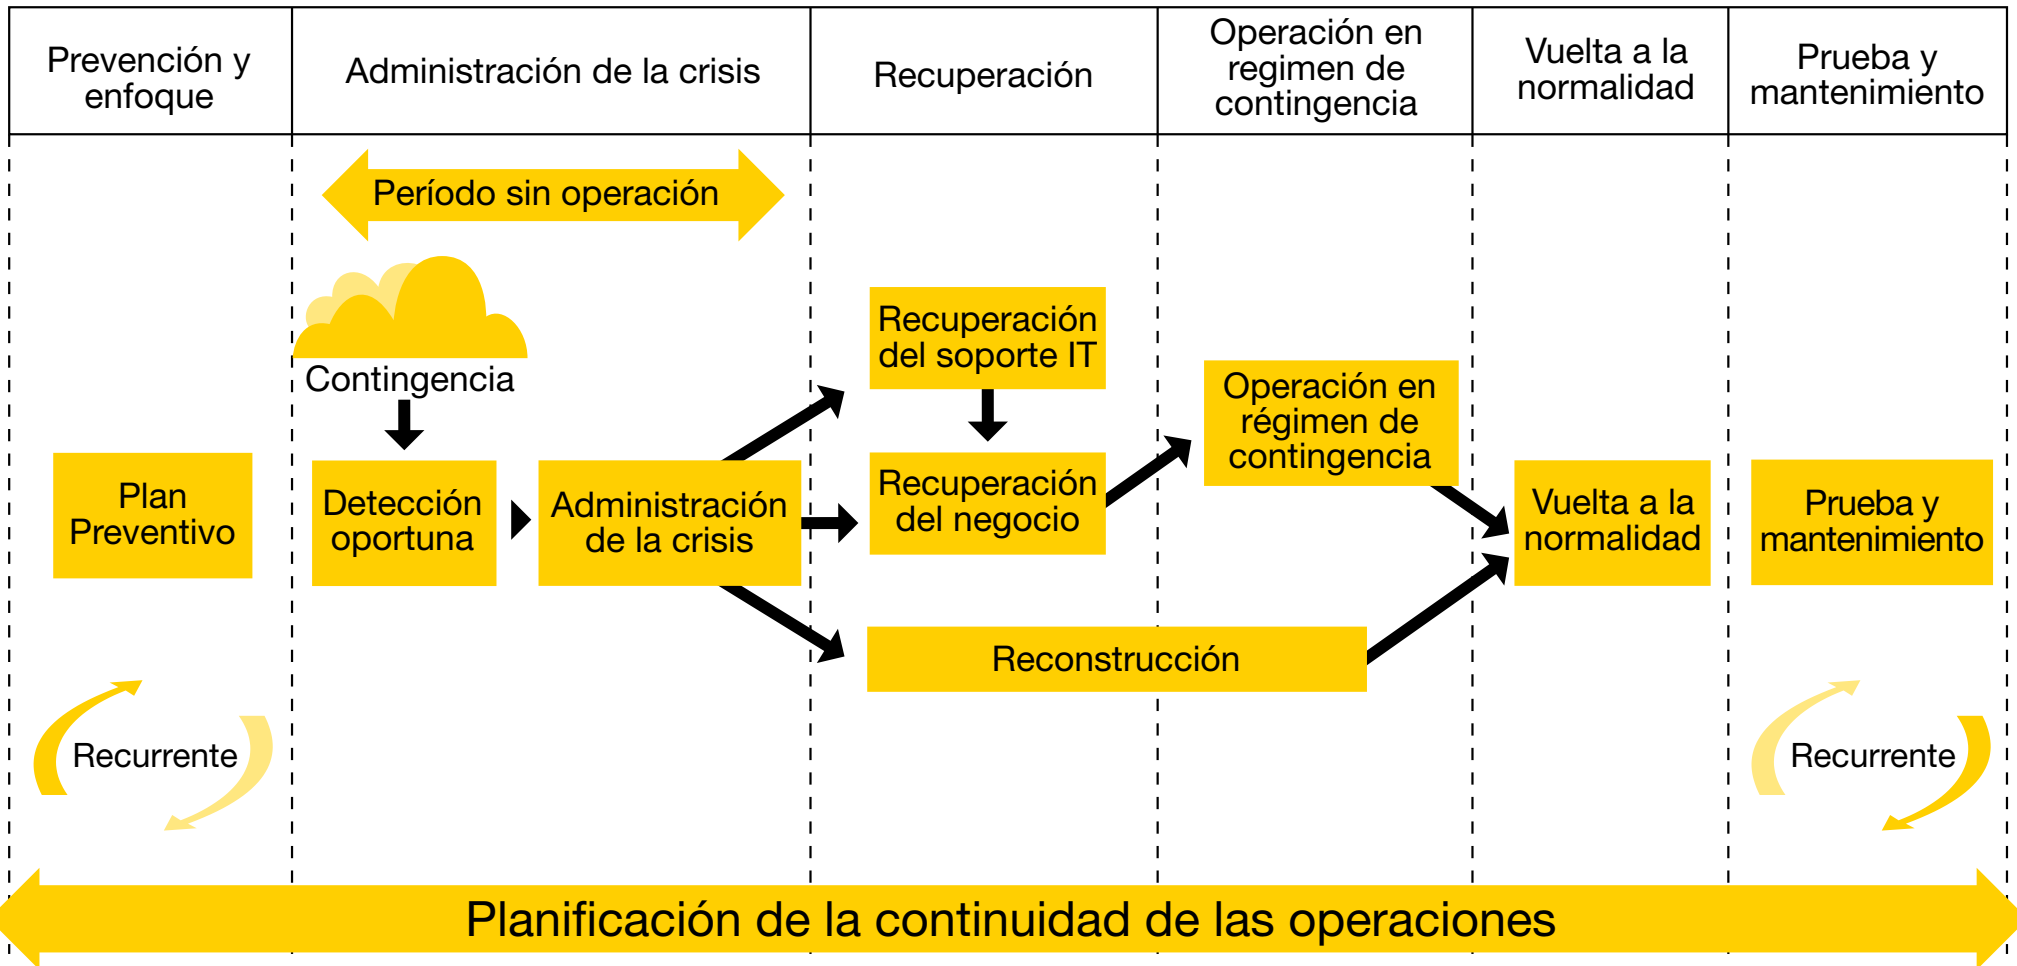 Prevención y
enfoque
Administración de la crisis
Recuperación
Operación en
regimen de
contingencia
Vuelta a la
normalidad
Prueba y
mantenimiento
Período sin operación
Contingencia
Plan
Preventivo
Detección
oportuna
Administración
de la crisis
Recuperación
del soporte IT
Recuperación
del negocio
Operación en
régimen de
contingencia
Reconstrucción
Vuelta a la
normalidad
Prueba y
mantenimiento
Recurrente
Recurrente
Planificación de la continuidad de las operaciones